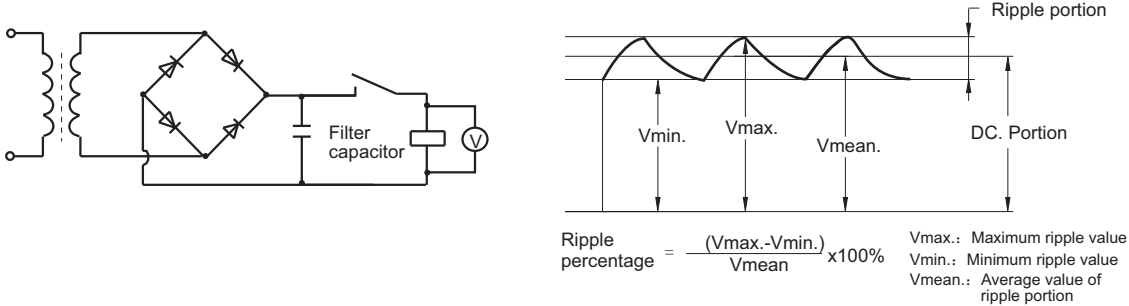 Filter
capacitor
V
Ripple portion
Vmin.
Vmax.
Vmean.
DC. Portion
Ripple
percentage
= (Vmax.-Vmin.)
Vmean
x100%
Vmax.: Maximum ripple value
Vmin.: Minimum ripple value
Vmean.: Average value of
ripple portion